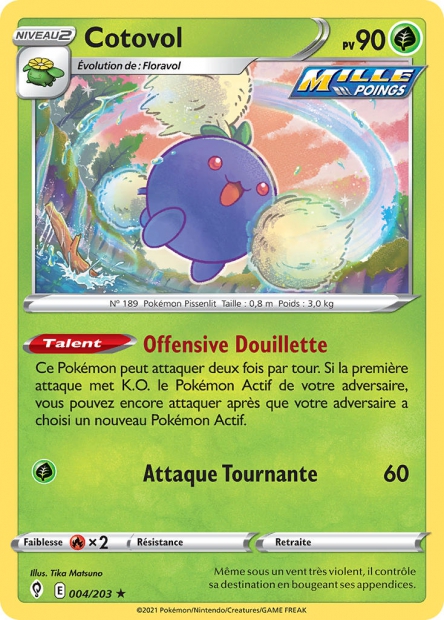 NIVEAU2
Cotovol
PV90
Évolution de : Floravol
MILLE
POINGS
N° 189 Pokémon Pissenlit Taille : 0,8 m Poids : 3,0 kg
Talent Offensive Douillette
Ce Pokémon peut attaquer deux fois par tour. Si la première
attaque met K.O. le Pokémon Actif de votre adversaire,
vous pouvez encore attaquer après que votre adversaire a
choisi un nouveau Pokémon Actif.
Attaque Tournante 60
Faiblesse ×2 Résistance Retraite
Illus. Tika Matsuno
Même sous un vent très violent, il contrôle
sa destination en bougeant ses appendices.
E 004/203 ★
©2021 Pokémon/Nintendo/Creatures/GAME FREAK